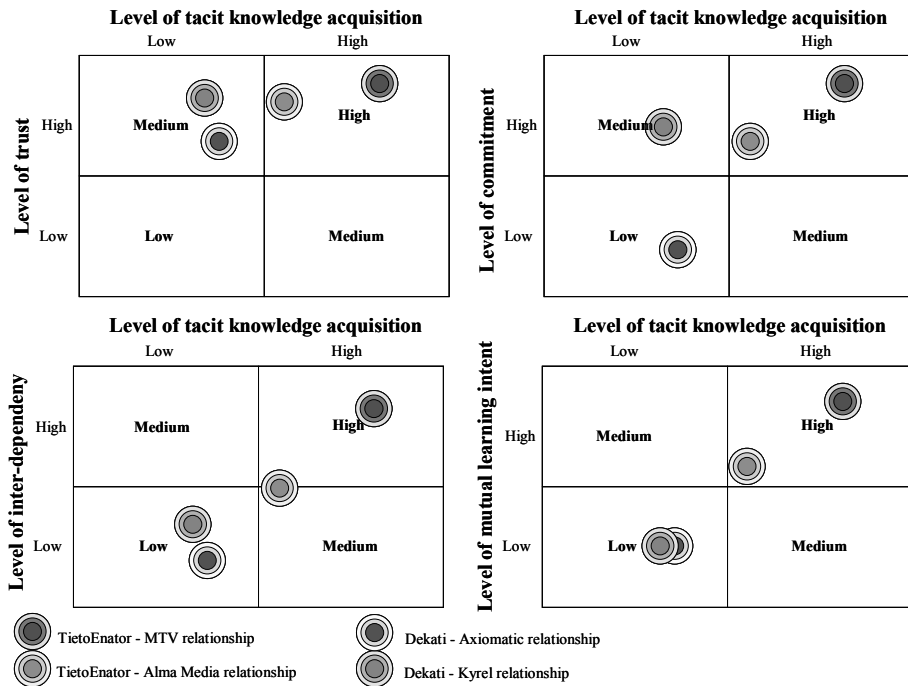 Level of tacit knowledge acquisition
Low High
Level of trust
High
Low
Medium
High
Low
Medium
Level of tacit knowledge acquisition
Low High
Level of commitment
High
Low
Medium
High
Low
Medium
Level of tacit knowledge acquisition
Low High
Level of inter-dependeny
High
Low
Medium
High
Low
Medium
Level of tacit knowledge acquisition
Low High
Level of mutual learning intent
High
Low
Medium
High
Low
Medium
TietoEnator - MTV relationship
Dekati - Axiomatic relationship
TietoEnator - Alma Media relationship
Dekati - Kyrel relationship